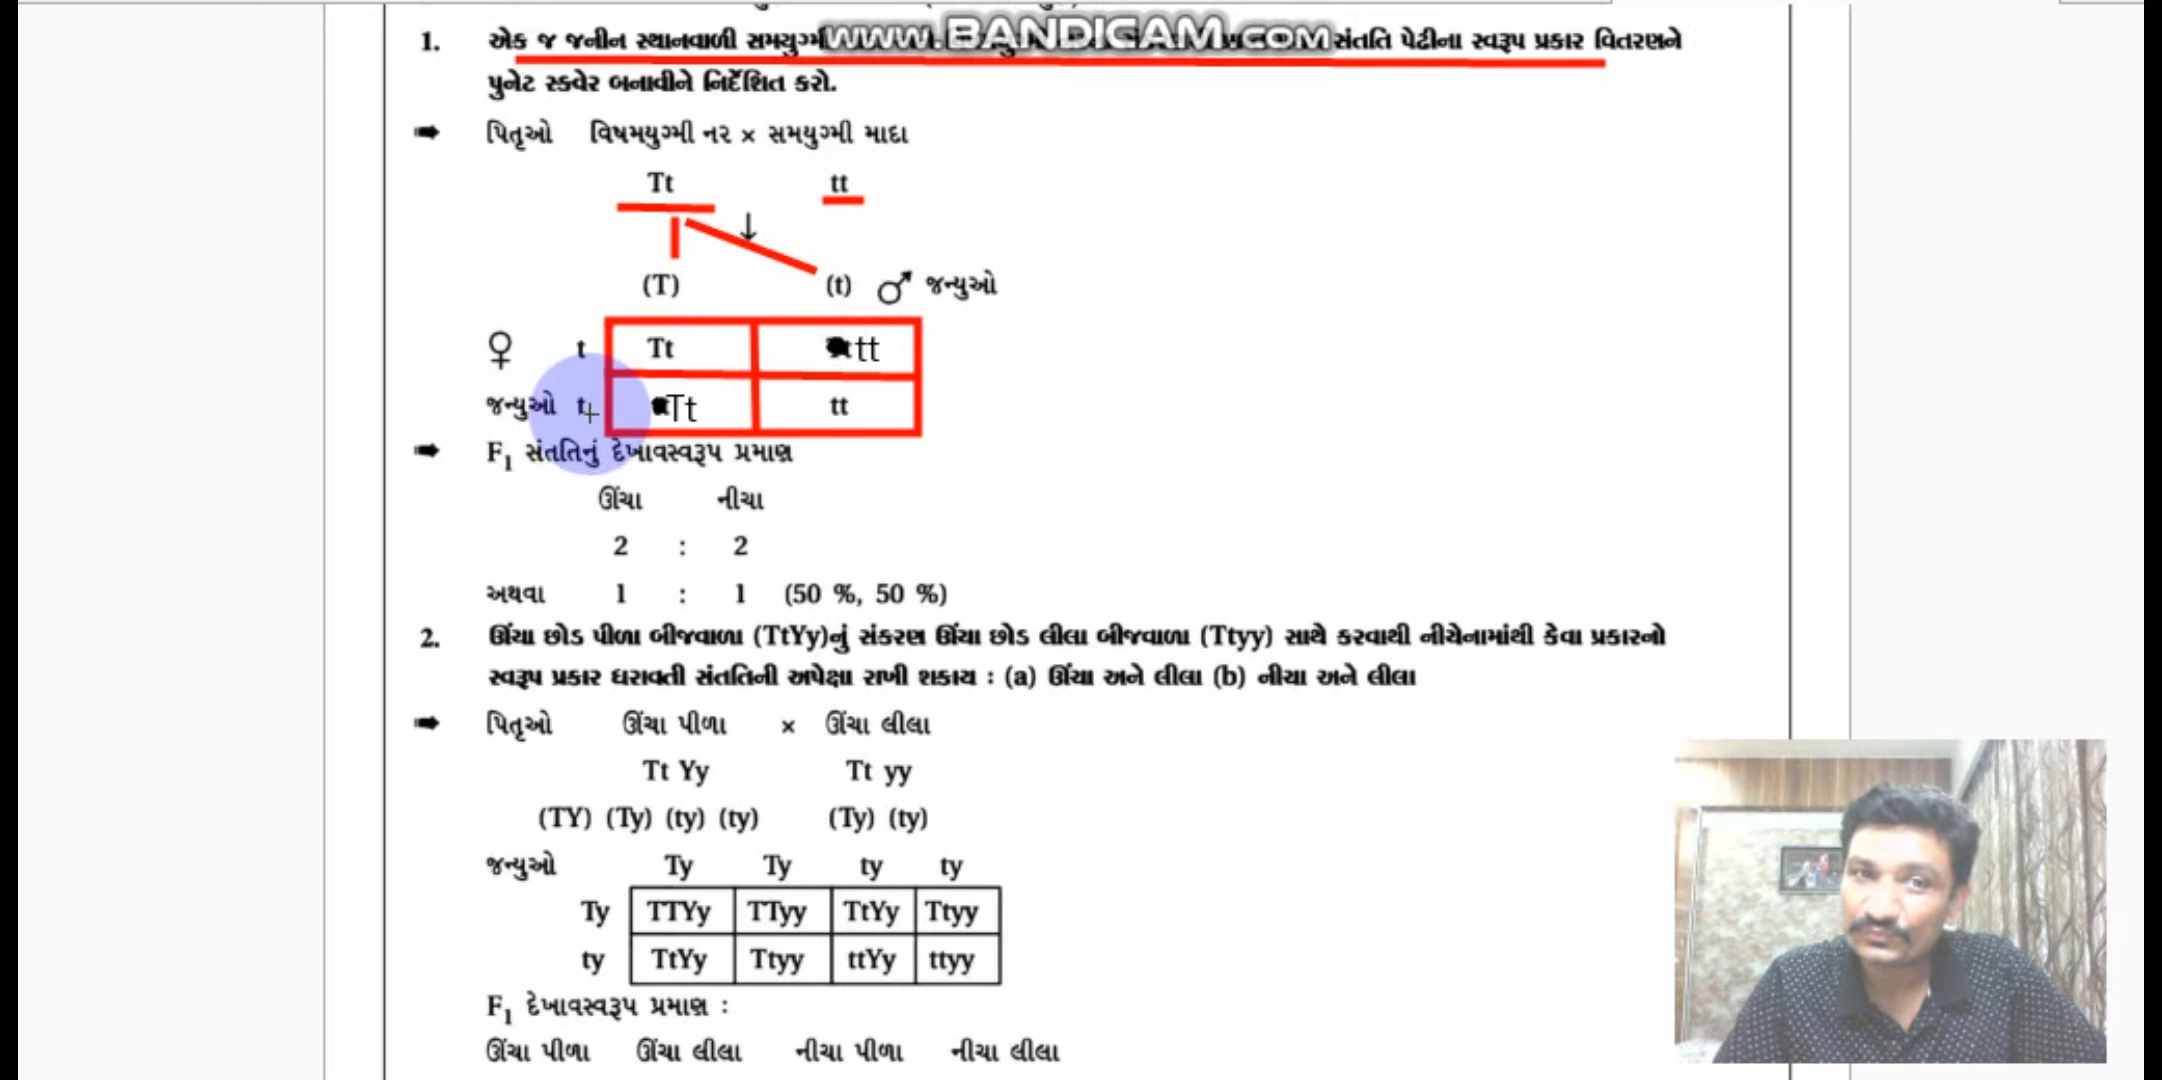 www.BANDICAM.com
1. એક જ જનીન સ્થાનવાળી સમયુગ્મી સંતતિ પેઢીના સ્વરૂપ પ્રકાર વિતરણને
પુનેટ સ્ક્વેર બનાવીને નિર્દેશિત કરો.
➡ પિતૃઓ વિષમયુગ્મી નર × સમયુગ્મી માદા
Tt tt
↓
(T) (t) ♂ જન્યુઓ
♀ t Tt tt
જન્યુઓ t Tt tt
➡ F₁ સંતતિનું દેખાવસ્વરૂપ પ્રમાણ
ઊંચા નીચા
2 : 2
અથવા 1 : 1 (50 %, 50 %)
2. ઊંચા છોડ પીળા બીજવાળા (TtYy)નું સંકરણ ઊંચા છોડ લીલા બીજવાળા (Ttyy) સાથે કરવાથી નીચેનામાંથી કેવા પ્રકારનો
સ્વરૂપ પ્રકાર ધરાવતી સંતતિની અપેક્ષા રાખી શકાય : (a) ઊંચા અને લીલા (b) નીચા અને લીલા
➡ પિતૃઓ ઊંચા પીળા × ઊંચા લીલા
Tt Yy Tt yy
(TY) (Ty) (ty) (ty) (Ty) (ty)
જન્યુઓ Ty Ty ty ty
Ty TTYy TTyy TtYy Ttyy
ty TtYy Ttyy ttYy ttyy
F₁ દેખાવસ્વરૂપ પ્રમાણ :
ઊંચા પીળા ઊંચા લીલા નીચા પીળા નીચા લીલા